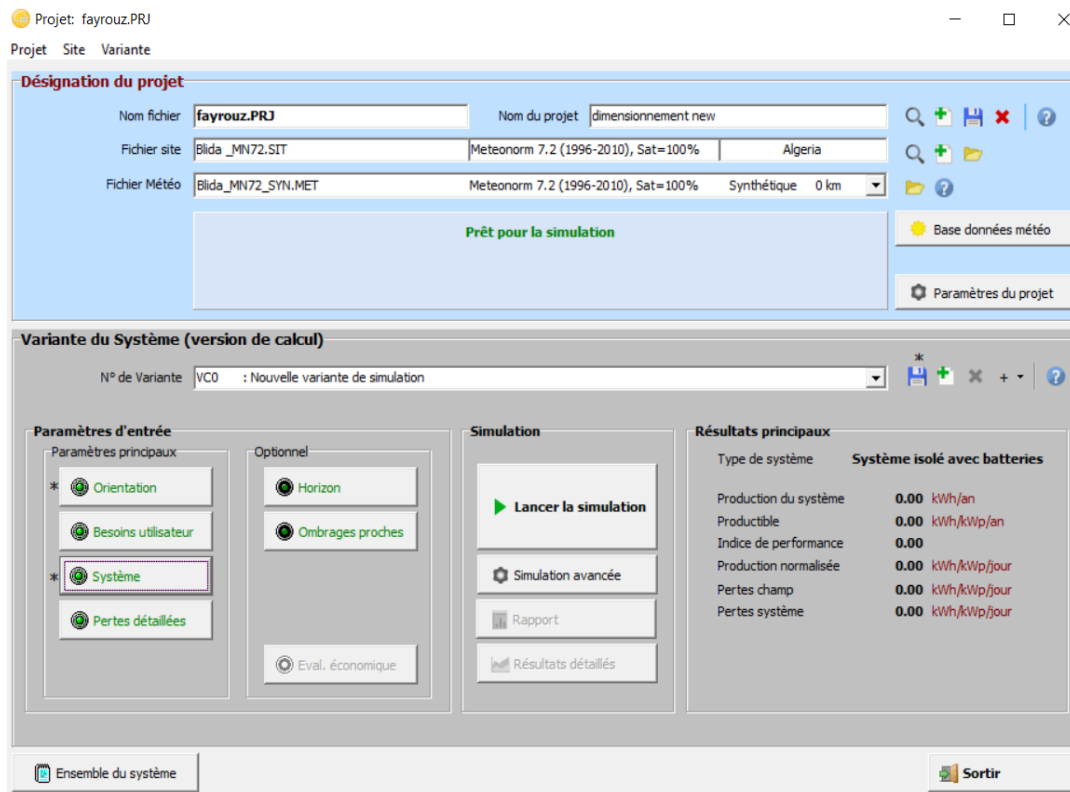 Projet: fayrouz.PRJ
Projet Site Variante
Désignation du projet
Nom fichier fayrouz.PRJ Nom du projet dimensionnement new
Fichier site Blida _MN72.SIT Meteonorm 7.2 (1996-2010), Sat=100% Algeria
Fichier Météo Blida_MN72_SYN.MET Meteonorm 7.2 (1996-2010), Sat=100% Synthétique 0 km
Prêt pour la simulation
Base données météo
Paramètres du projet
Variante du Système (version de calcul)
N° de Variante VC0 : Nouvelle variante de simulation
*
+
Paramètres d'entrée
Paramètres principaux
* Orientation
Besoins utilisateur
* Système
Pertes détaillées
Optionnel
Horizon
Ombrages proches
Eval. économique
Simulation
Lancer la simulation
Simulation avancée
Rapport
Résultats détaillés
Résultats principaux
Type de système Système isolé avec batteries
Production du système 0.00 kWh/an
Productible 0.00 kWh/kWp/an
Indice de performance 0.00
Production normalisée 0.00 kWh/kWp/jour
Pertes champ 0.00 kWh/kWp/jour
Pertes système 0.00 kWh/kWp/jour
Ensemble du système
Sortir